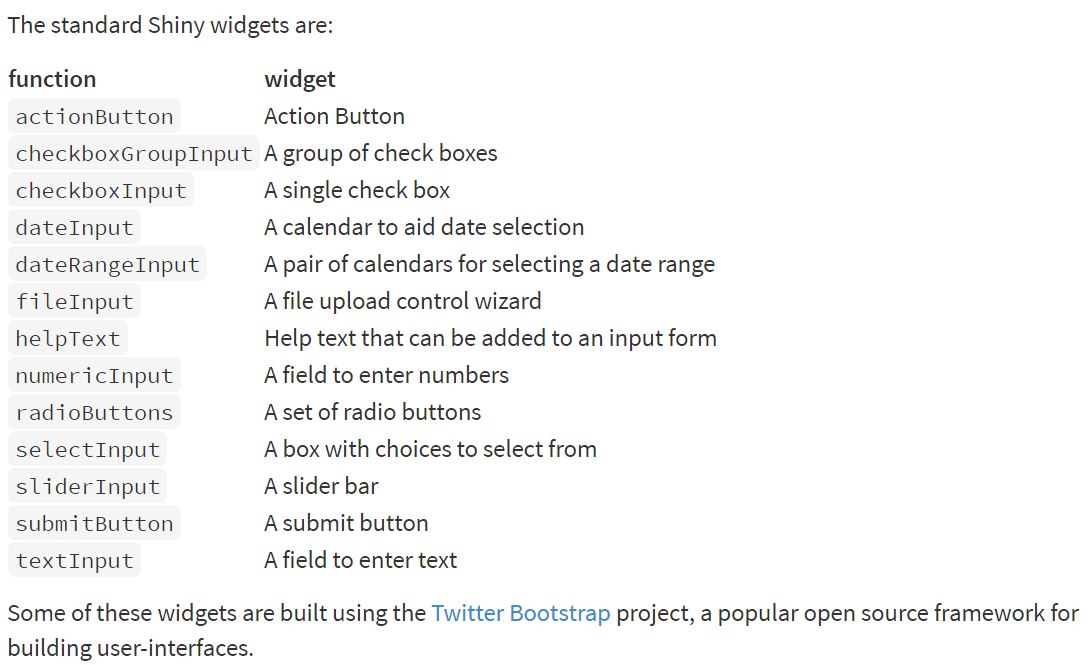 The standard Shiny widgets are:
function widget
actionButton Action Button
checkboxGroupInput A group of check boxes
checkboxInput A single check box
dateInput A calendar to aid date selection
dateRangeInput A pair of calendars for selecting a date range
fileInput A file upload control wizard
helpText Help text that can be added to an input form
numericInput A field to enter numbers
radioButtons A set of radio buttons
selectInput A box with choices to select from
sliderInput A slider bar
submitButton A submit button
textInput A field to enter text
Some of these widgets are built using the Twitter Bootstrap project, a popular open source framework for
building user-interfaces.